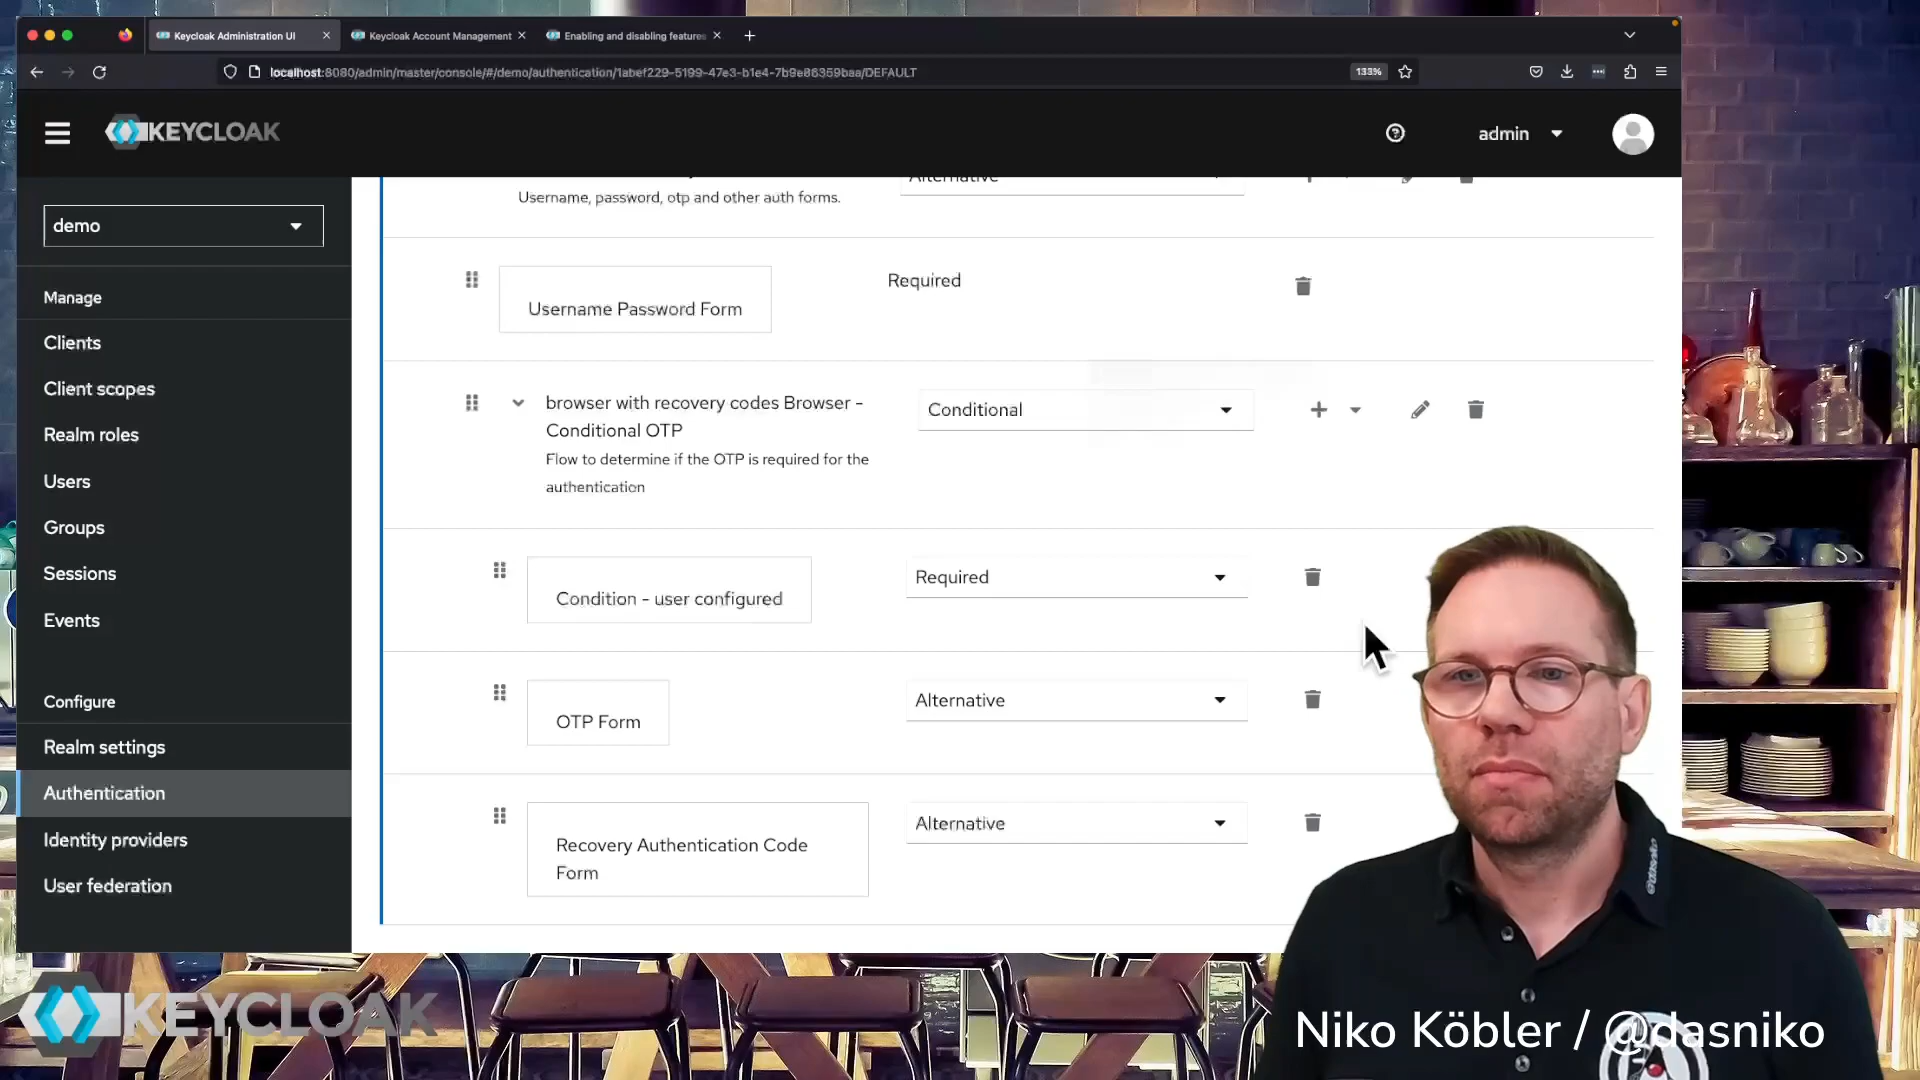 Keycloak Administration UI
Keycloak Account Management
Enabling and disabling features
localhost:8080/admin/master/console/#/demo/authentication/1abef229-5199-47e3-b1e4-7b9e86359baa/DEFAULT
133%
KEYCLOAK
admin
demo
Manage
Clients
Client scopes
Realm roles
Users
Groups
Sessions
Events
Configure
Realm settings
Authentication
Identity providers
User federation
Alternative
Username, password, otp and other auth forms.
Username Password Form
Required
browser with recovery codes Browser -
Conditional OTP
Conditional
Flow to determine if the OTP is required for the
authentication
Condition - user configured
Required
OTP Form
Alternative
Recovery Authentication Code
Form
Alternative
KEYCLOAK
Niko Köbler / @dasniko